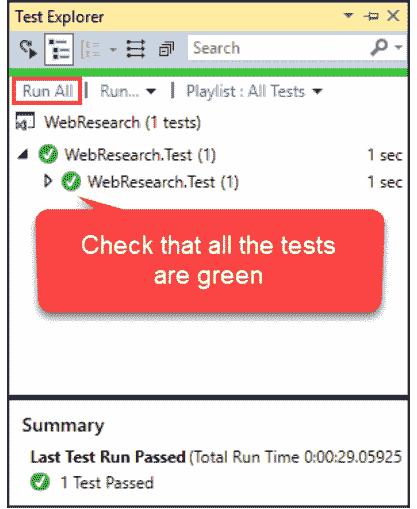 Test Explorer
Search
Run All | Run... | Playlist : All Tests
WebResearch (1 tests)
WebResearch.Test (1) 1 sec
WebResearch.Test (1) 1 sec
Check that all the tests
are green
Summary
Last Test Run Passed (Total Run Time 0:00:29.05925
1 Test Passed